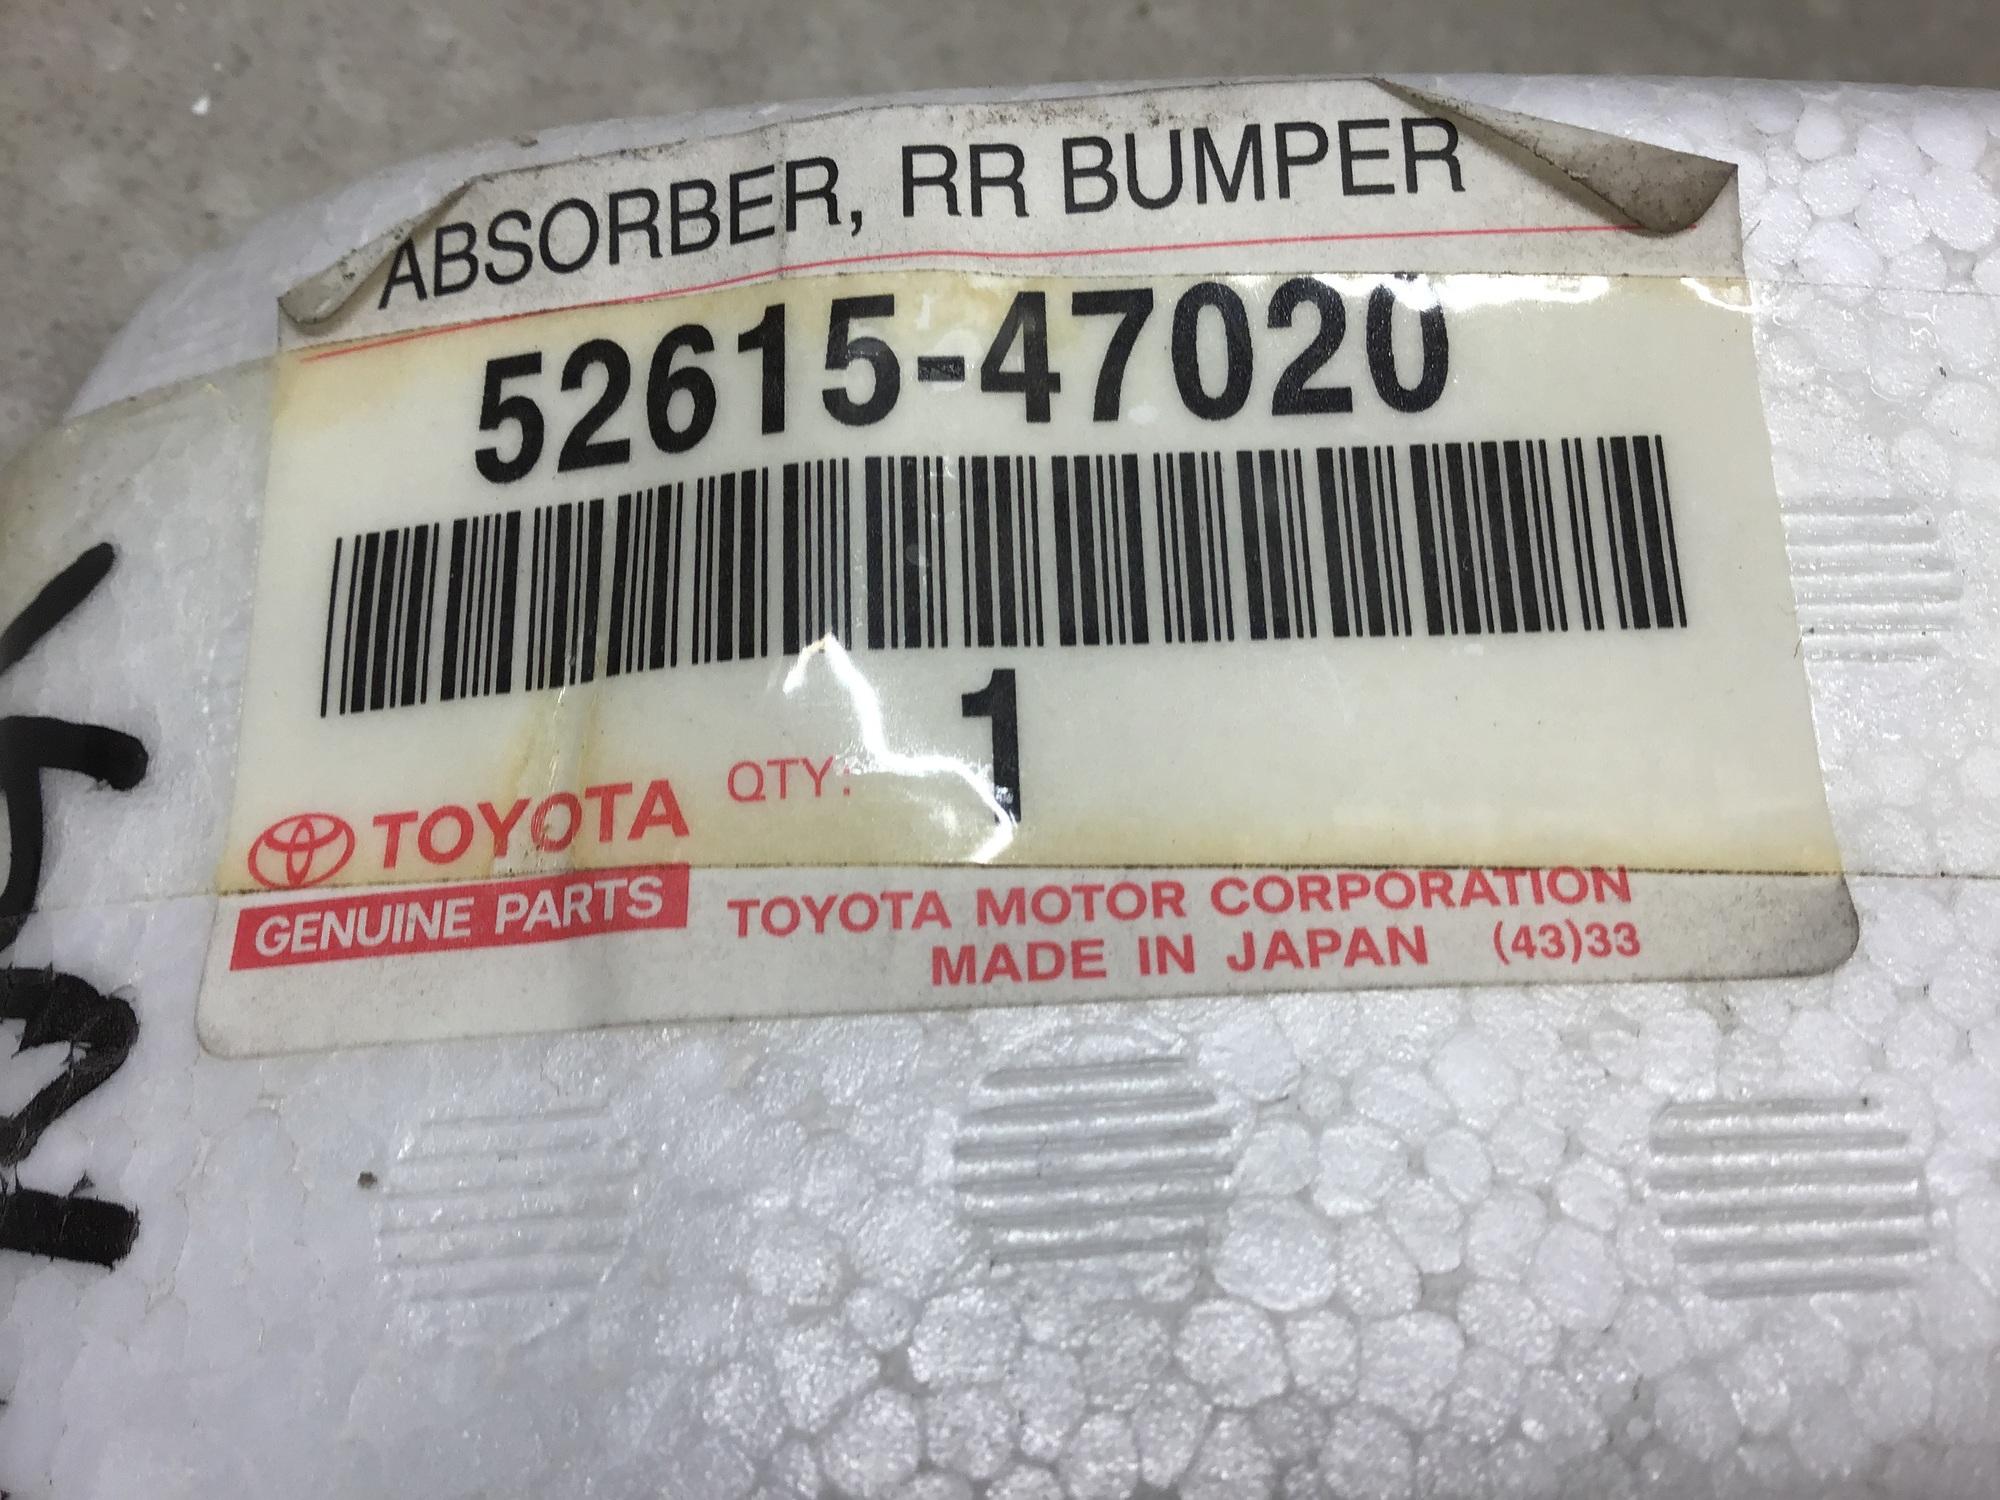 ABSORBER, RR BUMPER
52615-47020
1
QTY:
TOYOTA
GENUINE PARTS
TOYOTA MOTOR CORPORATION
MADE IN JAPAN (43)33